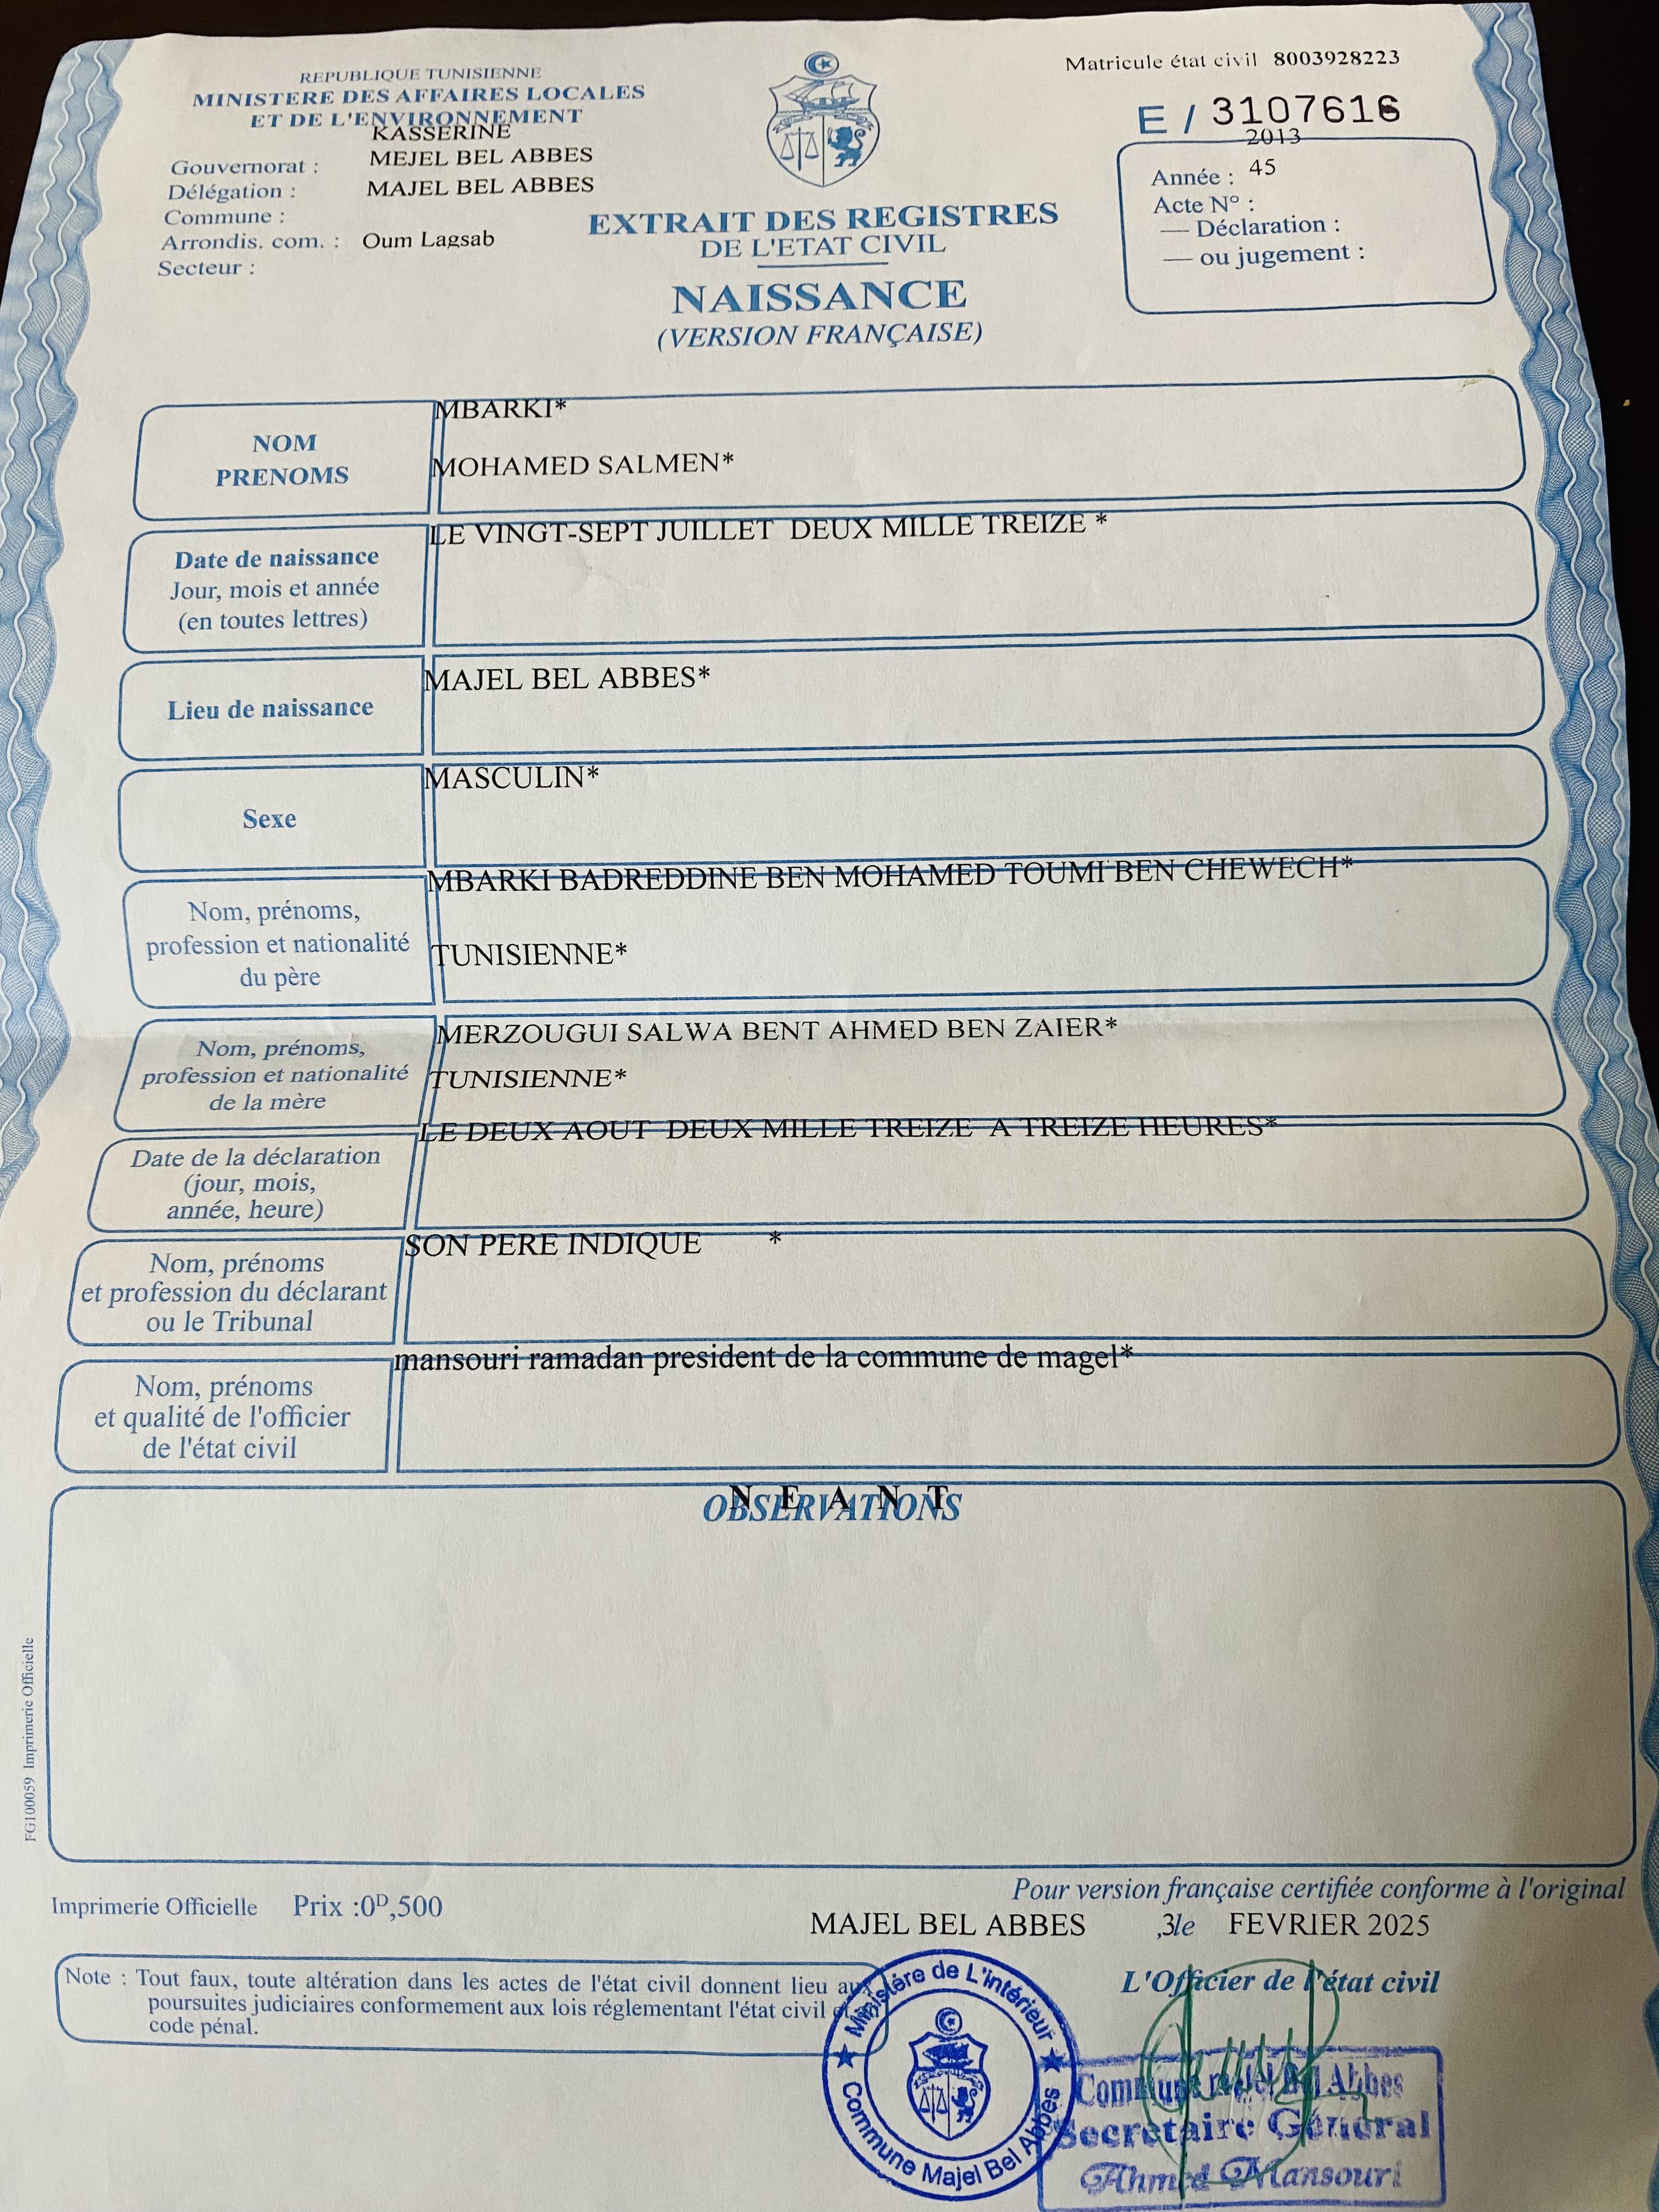 REPUBLIQUE TUNISIENNE
MINISTERE DES AFFAIRES LOCALES
ET DE L'ENVIRONNEMENT
KASSERINE
Gouvernorat : MEJEL BEL ABBES
Délégation : MAJEL BEL ABBES
Commune :
Arrondis. com. : Oum Lagsab
Secteur :
Matricule état civil 8003928223
E / 3107616
2013
Année : 45
Acte N° :
— Déclaration :
— ou jugement :
EXTRAIT DES REGISTRES
DE L'ETAT CIVIL
NAISSANCE
(VERSION FRANÇAISE)
NOM
PRENOMS
MBARKI*
MOHAMED SALMEN*
Date de naissance
Jour, mois et année
(en toutes lettres)
LE VINGT-SEPT JUILLET DEUX MILLE TREIZE *
Lieu de naissance
MAJEL BEL ABBES*
Sexe
MASCULIN*
Nom, prénoms,
profession et nationalité
du père
MBARKI BADREDDINE BEN MOHAMED TOUMI BEN CHEWECH*
TUNISIENNE*
Nom, prénoms,
profession et nationalité
de la mère
MERZOUGUI SALWA BENT AHMED BEN ZAIER*
TUNISIENNE*
Date de la déclaration
(jour, mois,
année, heure)
LE DEUX AOUT DEUX MILLE TREIZE A TREIZE HEURES*
Nom, prénoms
et profession du déclarant
ou le Tribunal
SON PERE INDIQUE *
Nom, prénoms
et qualité de l'officier
de l'état civil
mansouri ramadan president de la commune de magel*
OBSERVATIONS
N E A N T
FG100059 Imprimerie Officielle
Imprimerie Officielle Prix :0D,500
Pour version française certifiée conforme à l'original
MAJEL BEL ABBES ,3le FEVRIER 2025
L'Officier de l'état civil
Note : Tout faux, toute altération dans les actes de l'état civil donnent lieu aux
poursuites judiciaires conformement aux lois réglementant l'état civil et au
code pénal.
Ministére de L'intérieur
Commune Majel Bel Abbes
Commune majel Bel Abbes
Secretaire Général
Ahmed Mansouri